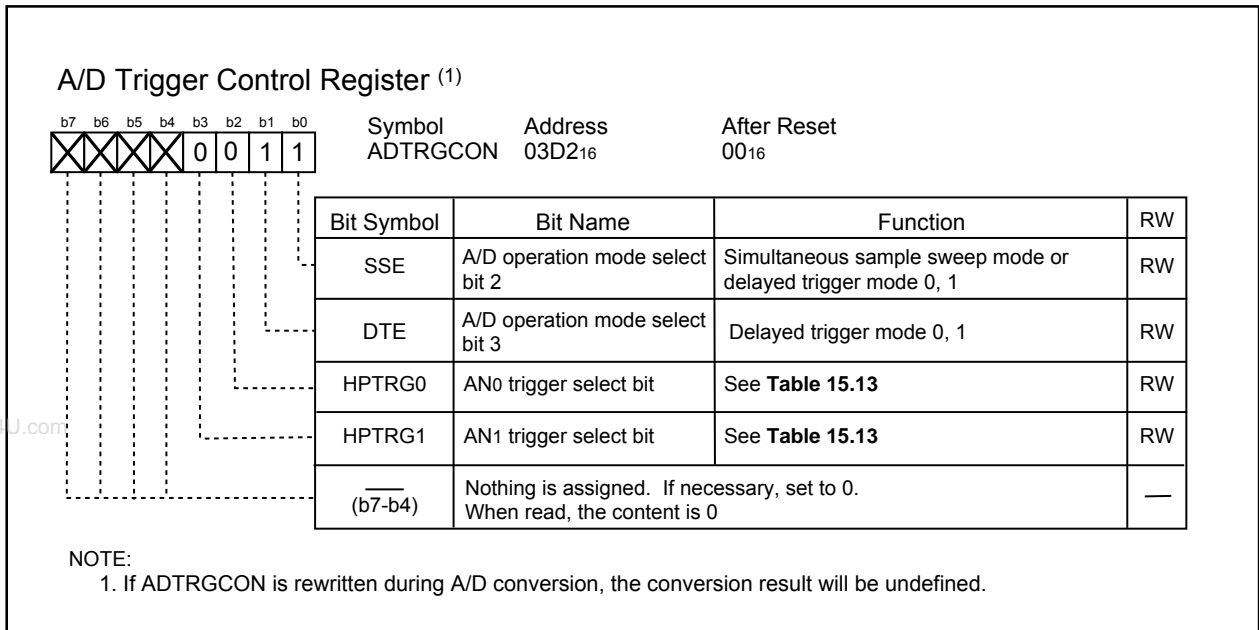 A/D Trigger Control Register (1)
b7 b6 b5 b4 b3 b2 b1 b0
0 0 1 1
Symbol Address After Reset
ADTRGCON 03D216 0016
Bit Symbol Bit Name Function RW
SSE A/D operation mode select bit 2 Simultaneous sample sweep mode or delayed trigger mode 0, 1 RW
DTE A/D operation mode select bit 3 Delayed trigger mode 0, 1 RW
HPTRG0 AN0 trigger select bit See Table 15.13 RW
HPTRG1 AN1 trigger select bit See Table 15.13 RW
(b7-b4) Nothing is assigned. If necessary, set to 0.
When read, the content is 0 —
NOTE:
1. If ADTRGCON is rewritten during A/D conversion, the conversion result will be undefined.
U.com